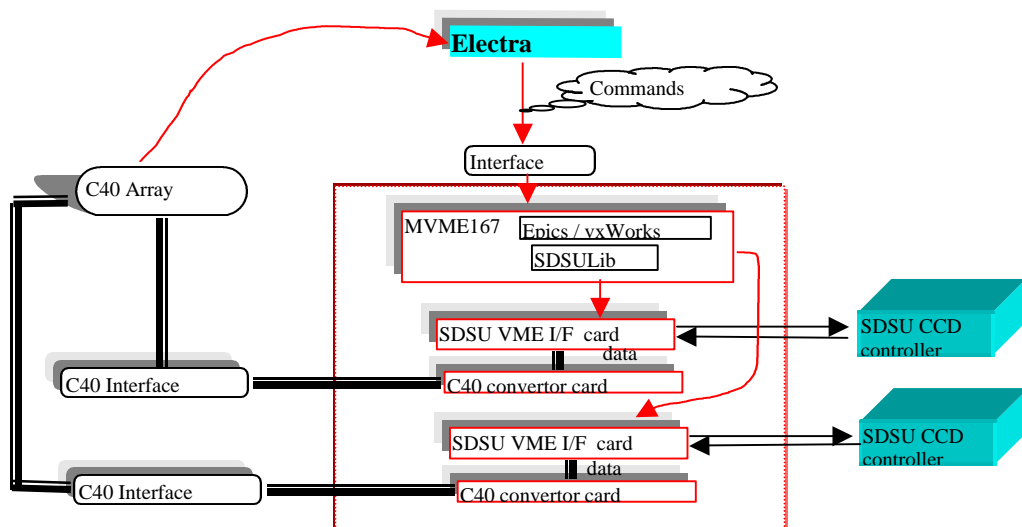 Electra
Commands
Interface
C40 Array
MVME167
Epics / vxWorks
SDSULib
SDSU VME I/F card
data
SDSU CCD
controller
C40 Interface
C40 convertor card
SDSU VME I/F card
data
SDSU CCD
controller
C40 Interface
C40 convertor card